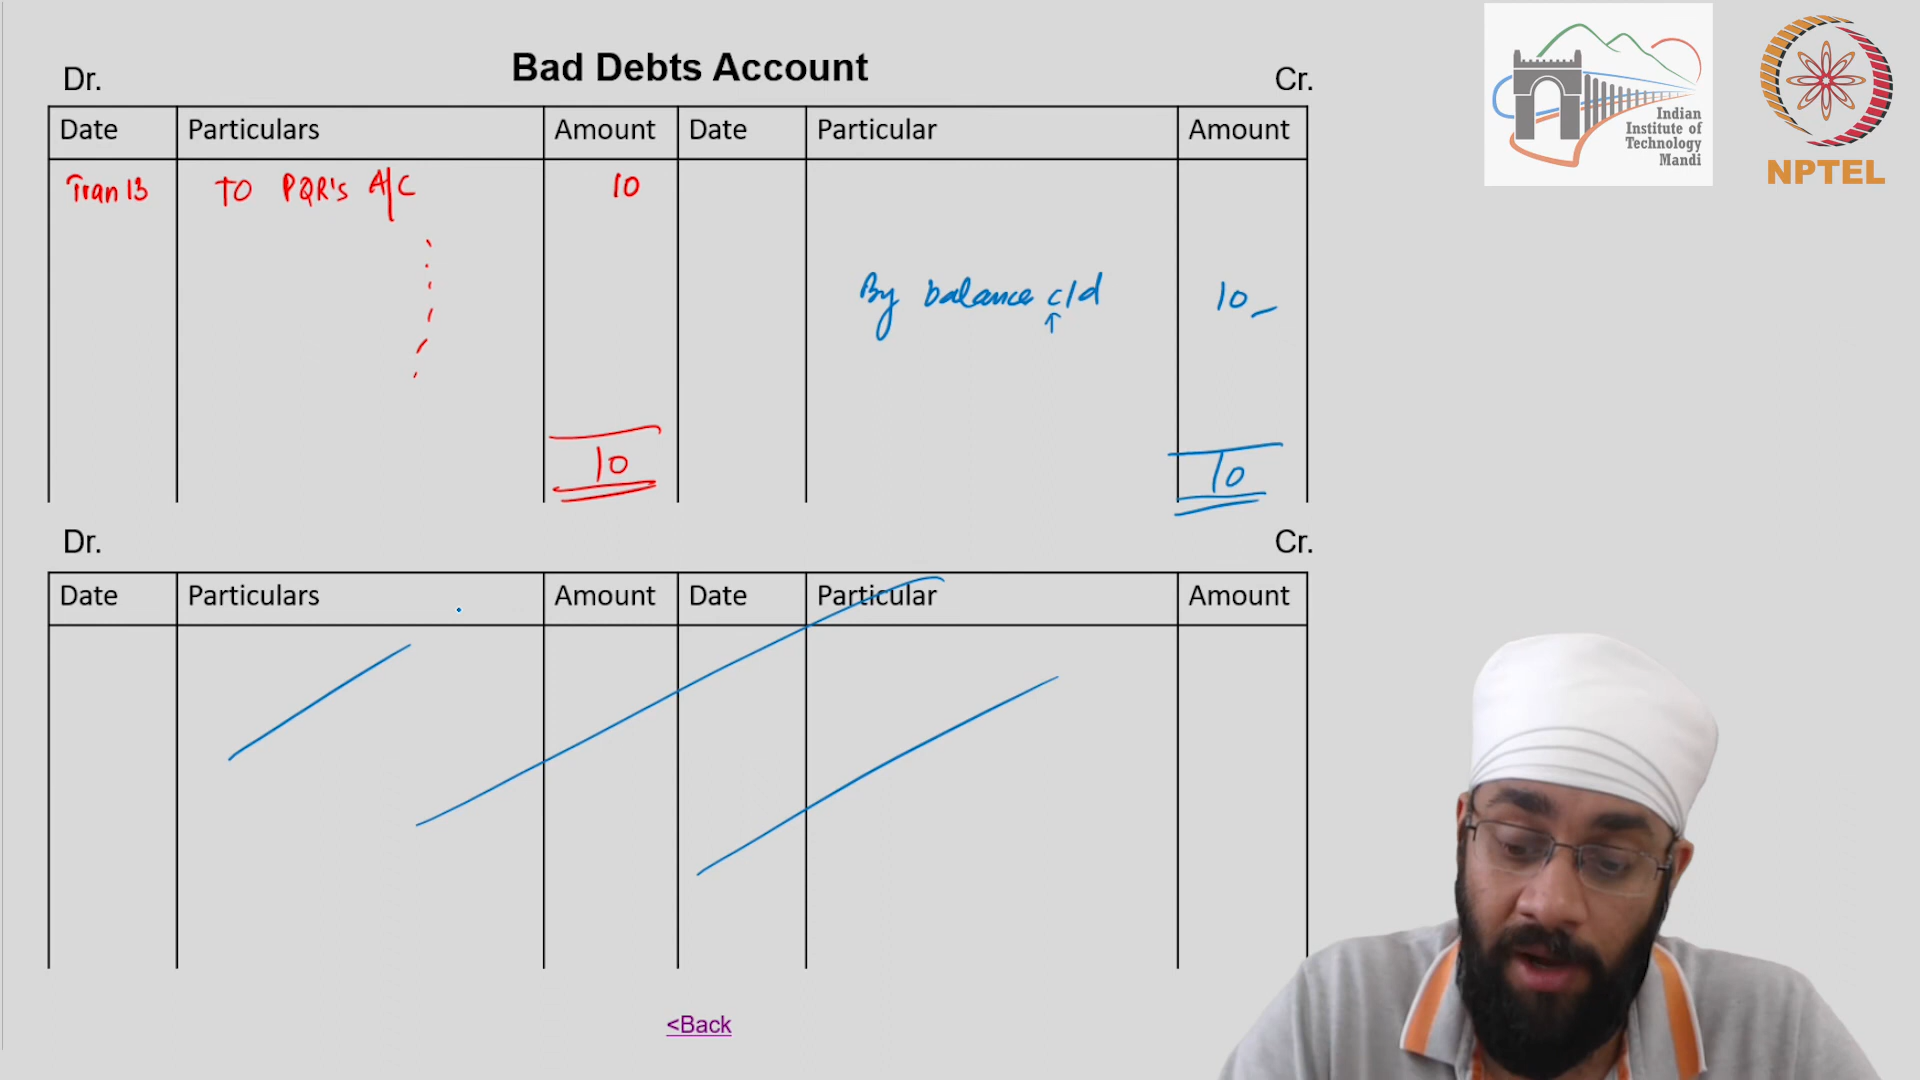 Bad Debts Account
Dr. Cr.
Date Particulars Amount Date Particular Amount
Tran 13 TO PQR's A/C 10
By balance c/d 10
10 10
Dr. Cr.
Date Particulars Amount Date Particular Amount
<Back
Indian
Institute of
Technology
Mandi
NPTEL